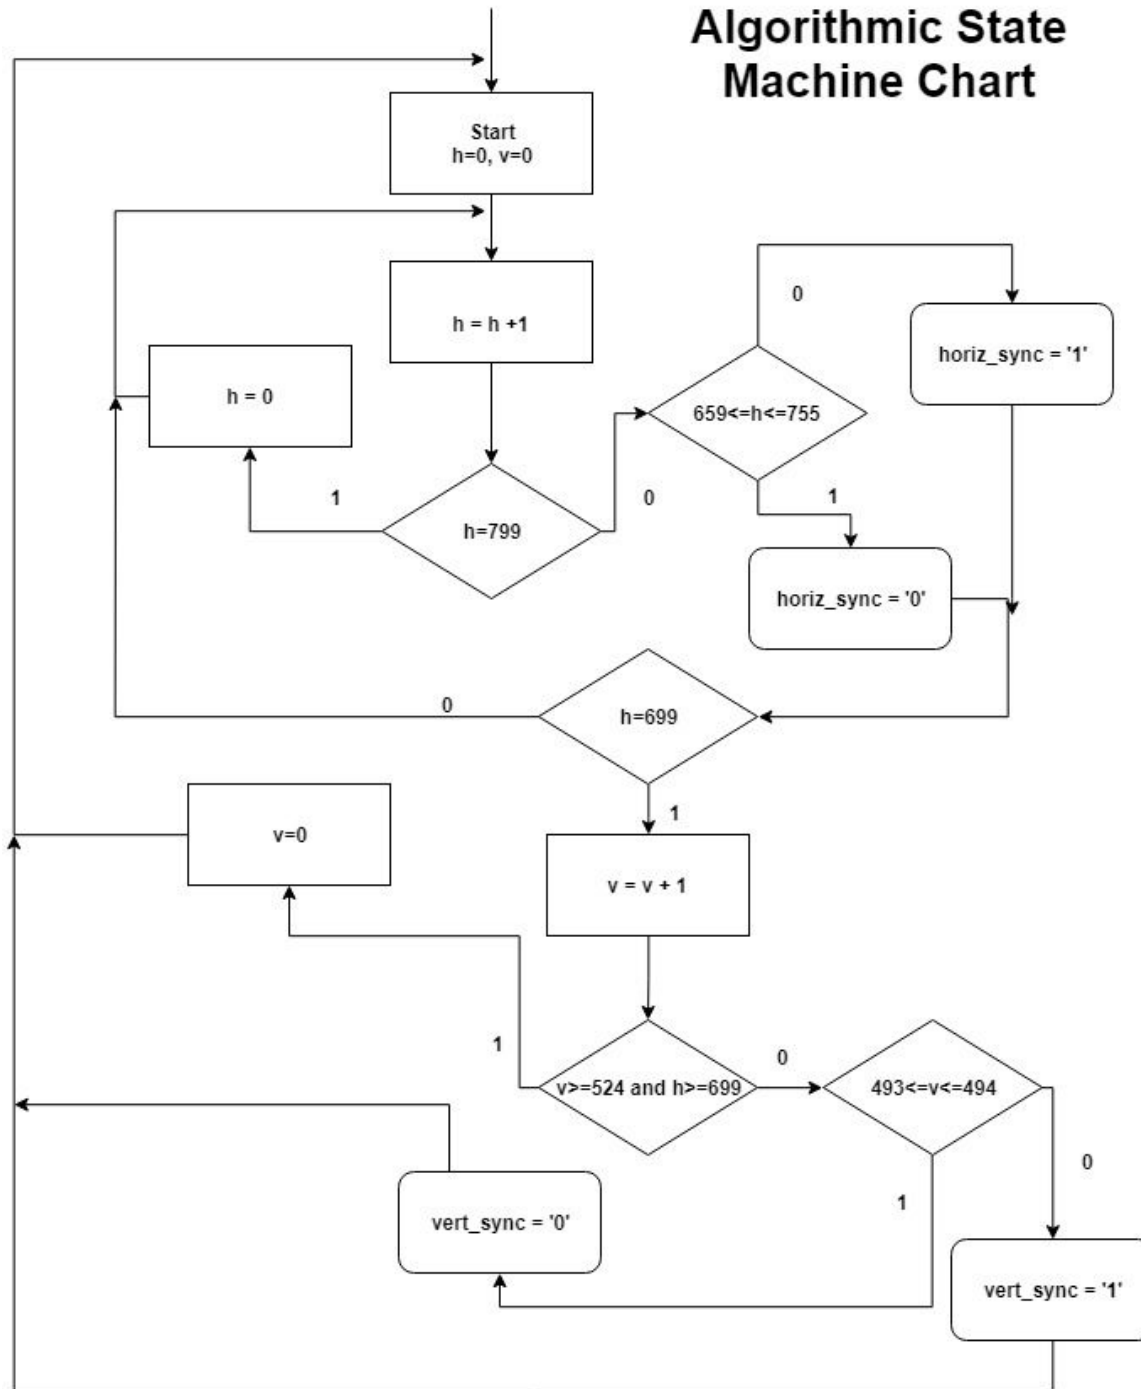 Algorithmic State
Machine Chart
Start
h=0, v=0
h = h +1
0
horiz_sync = '1'
h = 0
659<=h<=755
1
0
1
h=799
horiz_sync = '0'
0
h=699
1
v=0
v = v + 1
1
v>=524 and h>=699
0
493<=v<=494
0
1
vert_sync = '0'
vert_sync = '1'